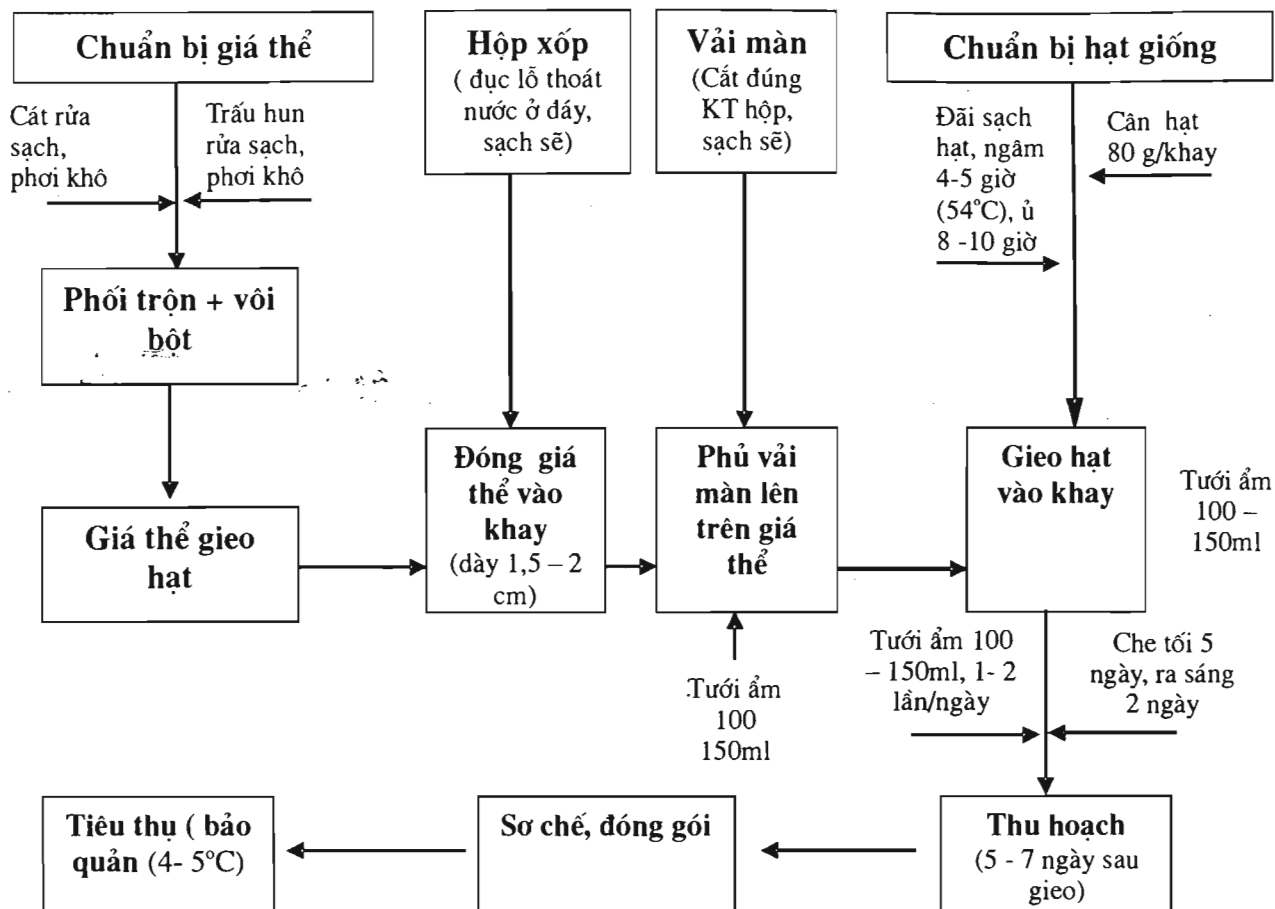 Chuẩn bị giá thể
Cát rửa
sạch,
phơi khô
Trấu hun
rửa sạch,
phơi khô
Phối trộn + vôi
bột
Giá thể gieo
hạt
Hộp xốp
( đục lỗ thoát
nước ở đáy,
sạch sẽ)
Đóng giá
thể vào
khay
(dày 1,5 – 2
cm)
Vải màn
(Cắt đúng
KT hộp,
sạch sẽ)
Phủ vải
màn lên
trên giá
thể
Tưới ẩm
100
150ml
Chuẩn bị hạt giống
Đãi sạch
hạt, ngâm
4-5 giờ
(54°C), ủ
8 -10 giờ
Cân hạt
80 g/khay
Gieo hạt
vào khay
Tưới ẩm
100 –
150ml
Tưới ẩm 100
– 150ml, 1- 2
lần/ngày
Che tối 5
ngày, ra sáng
2 ngày
Thu hoạch
(5 - 7 ngày sau
gieo)
Sơ chế, đóng gói
Tiêu thụ ( bảo
quản (4- 5°C)